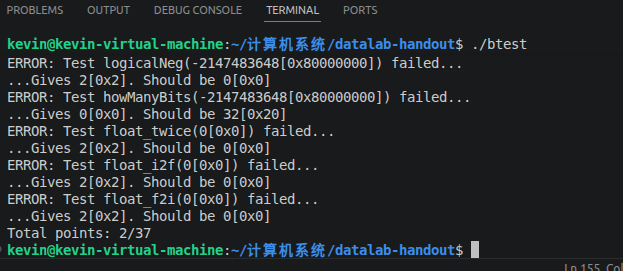 PROBLEMS OUTPUT DEBUG CONSOLE TERMINAL PORTS
kevin@kevin-virtual-machine:~/计算机系统/datalab-handout$ ./btest
ERROR: Test logicalNeg(-2147483648[0x80000000]) failed...
...Gives 2[0x2]. Should be 0[0x0]
ERROR: Test howManyBits(-2147483648[0x80000000]) failed...
...Gives 0[0x0]. Should be 32[0x20]
ERROR: Test float_twice(0[0x0]) failed...
...Gives 2[0x2]. Should be 0[0x0]
ERROR: Test float_i2f(0[0x0]) failed...
...Gives 2[0x2]. Should be 0[0x0]
ERROR: Test float_f2i(0[0x0]) failed...
...Gives 2[0x2]. Should be 0[0x0]
Total points: 2/37
kevin@kevin-virtual-machine:~/计算机系统/datalab-handout$
Ln 155, Col